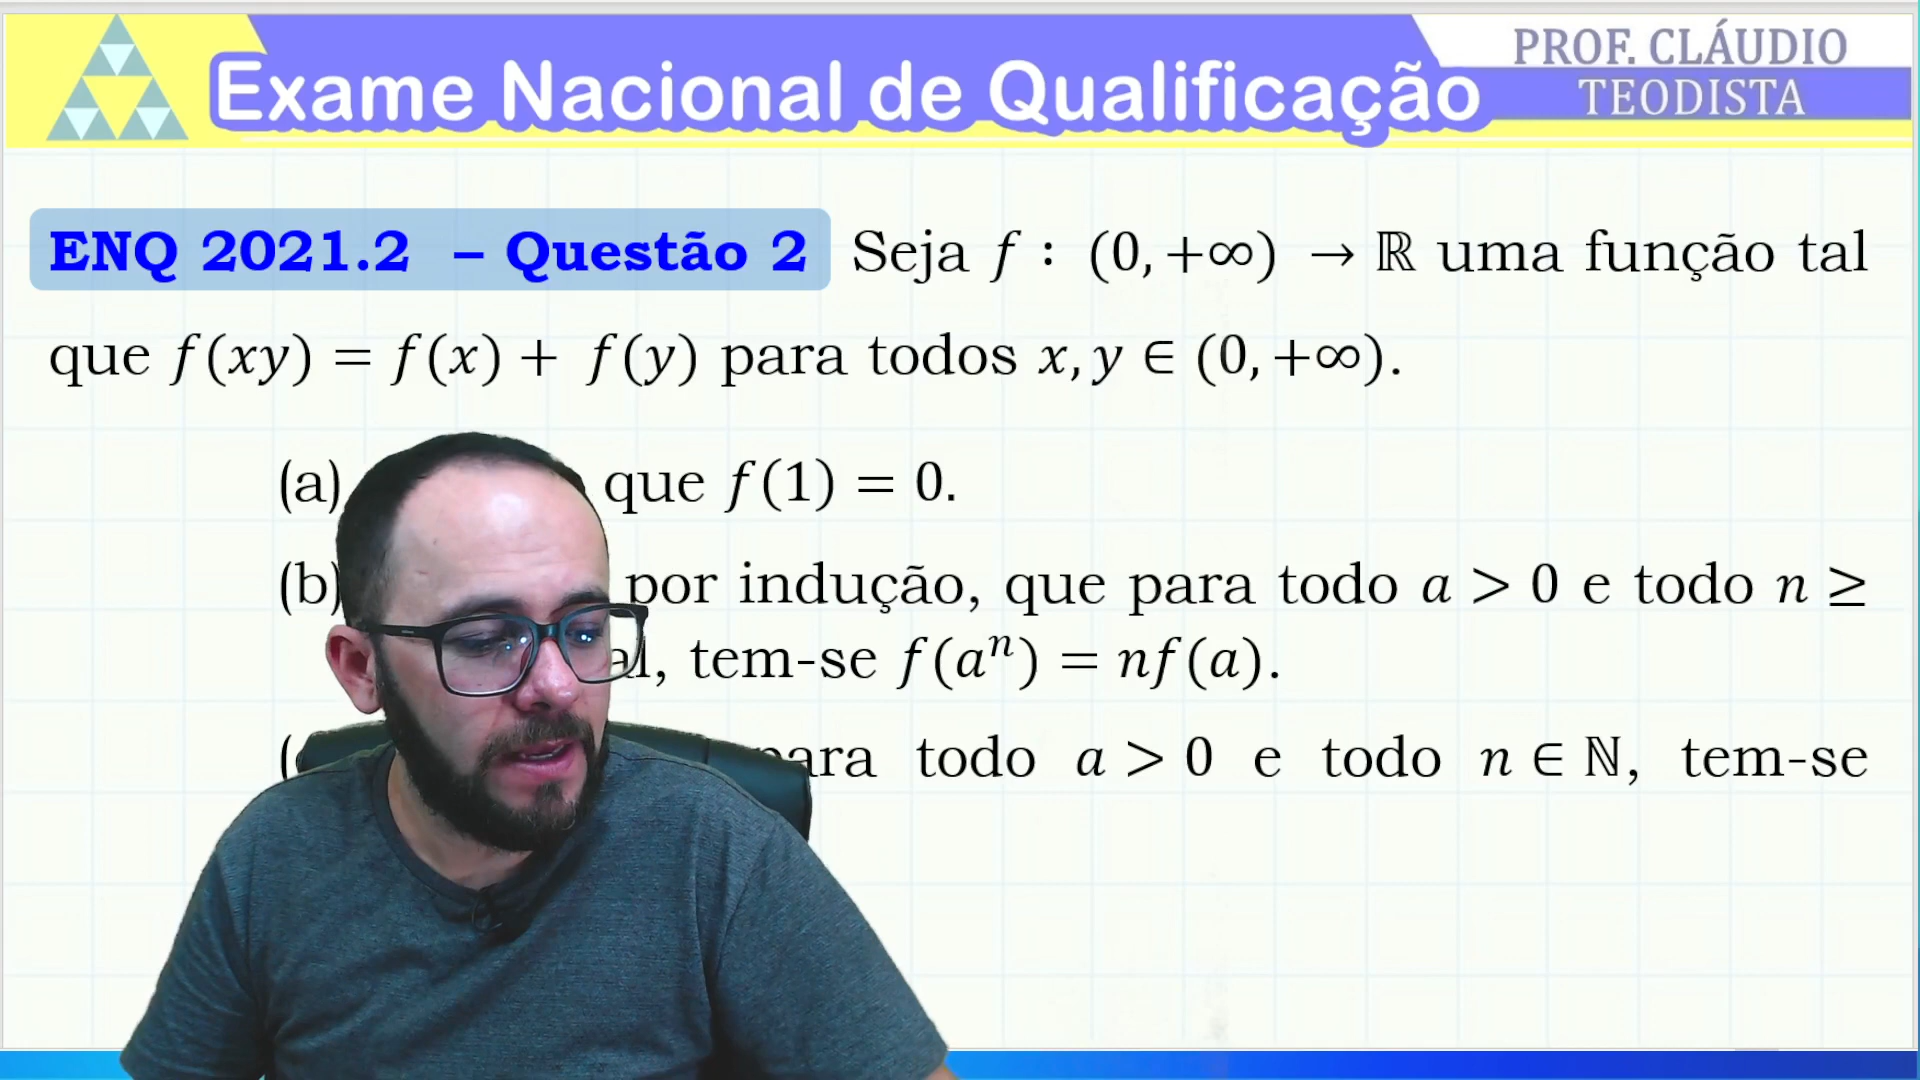 Exame Nacional de Qualificação
PROF. CLÁUDIO
TEODISTA
ENQ 2021.2 – Questão 2 Seja f : (0, +∞) → ℝ uma função tal
que f(xy) = f(x) + f(y) para todos x, y ∈ (0, +∞).
(a) que f(1) = 0.
(b) por indução, que para todo a > 0 e todo n ≥
tem-se f(aⁿ) = nf(a).
todo a > 0 e todo n ∈ ℕ, tem-se